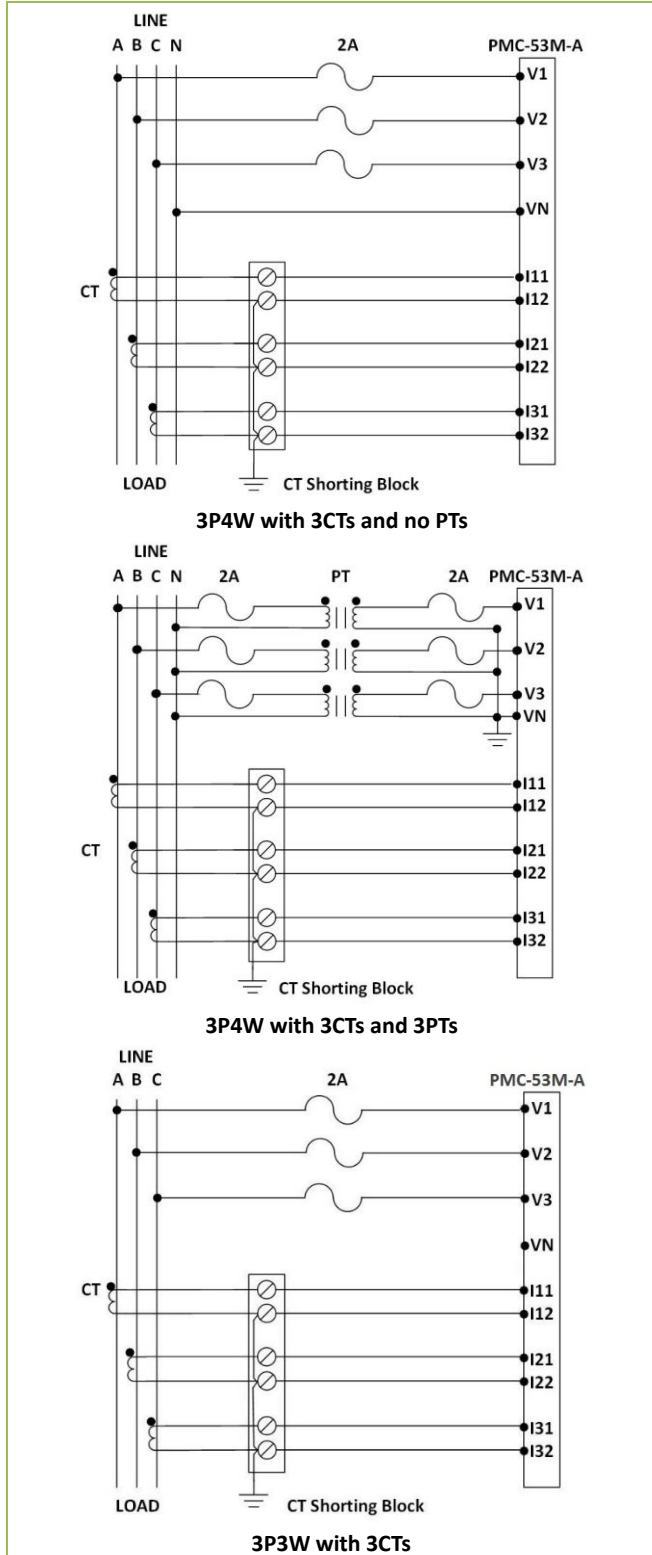 LINE
A B C N 2A PMC-53M-A
V1
V2
V3
VN
I11
CT
I12
I21
I22
I31
I32
LOAD CT Shorting Block
3P4W with 3CTs and no PTs
LINE
A B C N 2A PT 2A PMC-53M-A
V1
V2
V3
VN
I11
I12
CT I21
I22
I31
I32
LOAD CT Shorting Block
3P4W with 3CTs and 3PTs
LINE
A B C 2A PMC-53M-A
V1
V2
V3
VN
CT I11
I12
I21
I22
I31
I32
LOAD CT Shorting Block
3P3W with 3CTs